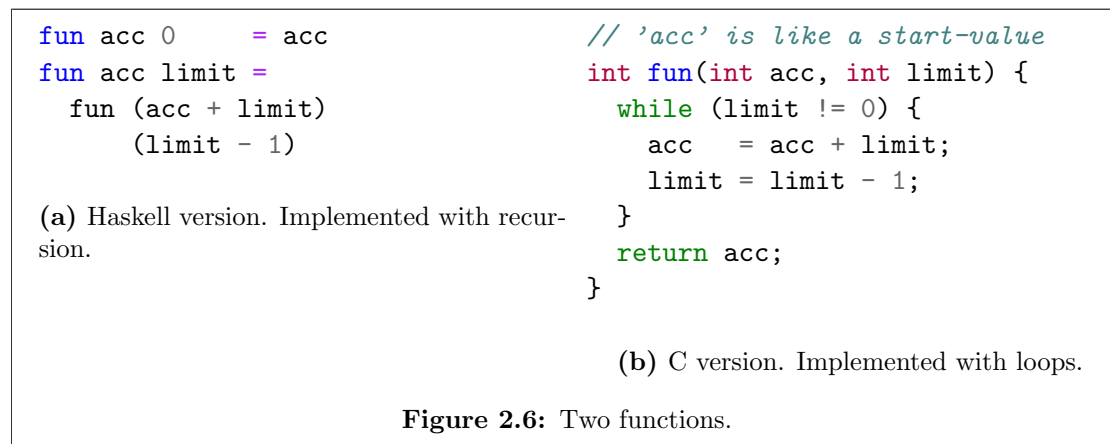 fun acc 0     = acc
fun acc limit =
  fun (acc + limit)
      (limit - 1)
(a) Haskell version. Implemented with recur-
sion.
// ’acc’ is like a start-value
int fun(int acc, int limit) {
  while (limit != 0) {
    acc   = acc + limit;
    limit = limit - 1;
  }
  return acc;
}
(b) C version. Implemented with loops.
Figure 2.6: Two functions.